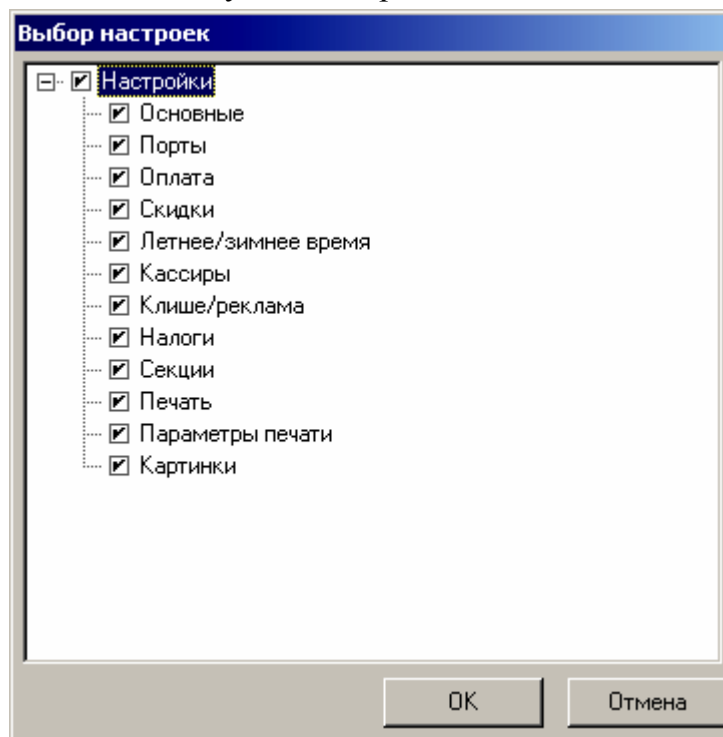 Выбор настроек
Настройки
Основные
Порты
Оплата
Скидки
Летнее/зимнее время
Кассиры
Клише/реклама
Налоги
Секции
Печать
Параметры печати
Картинки
OK
Отмена